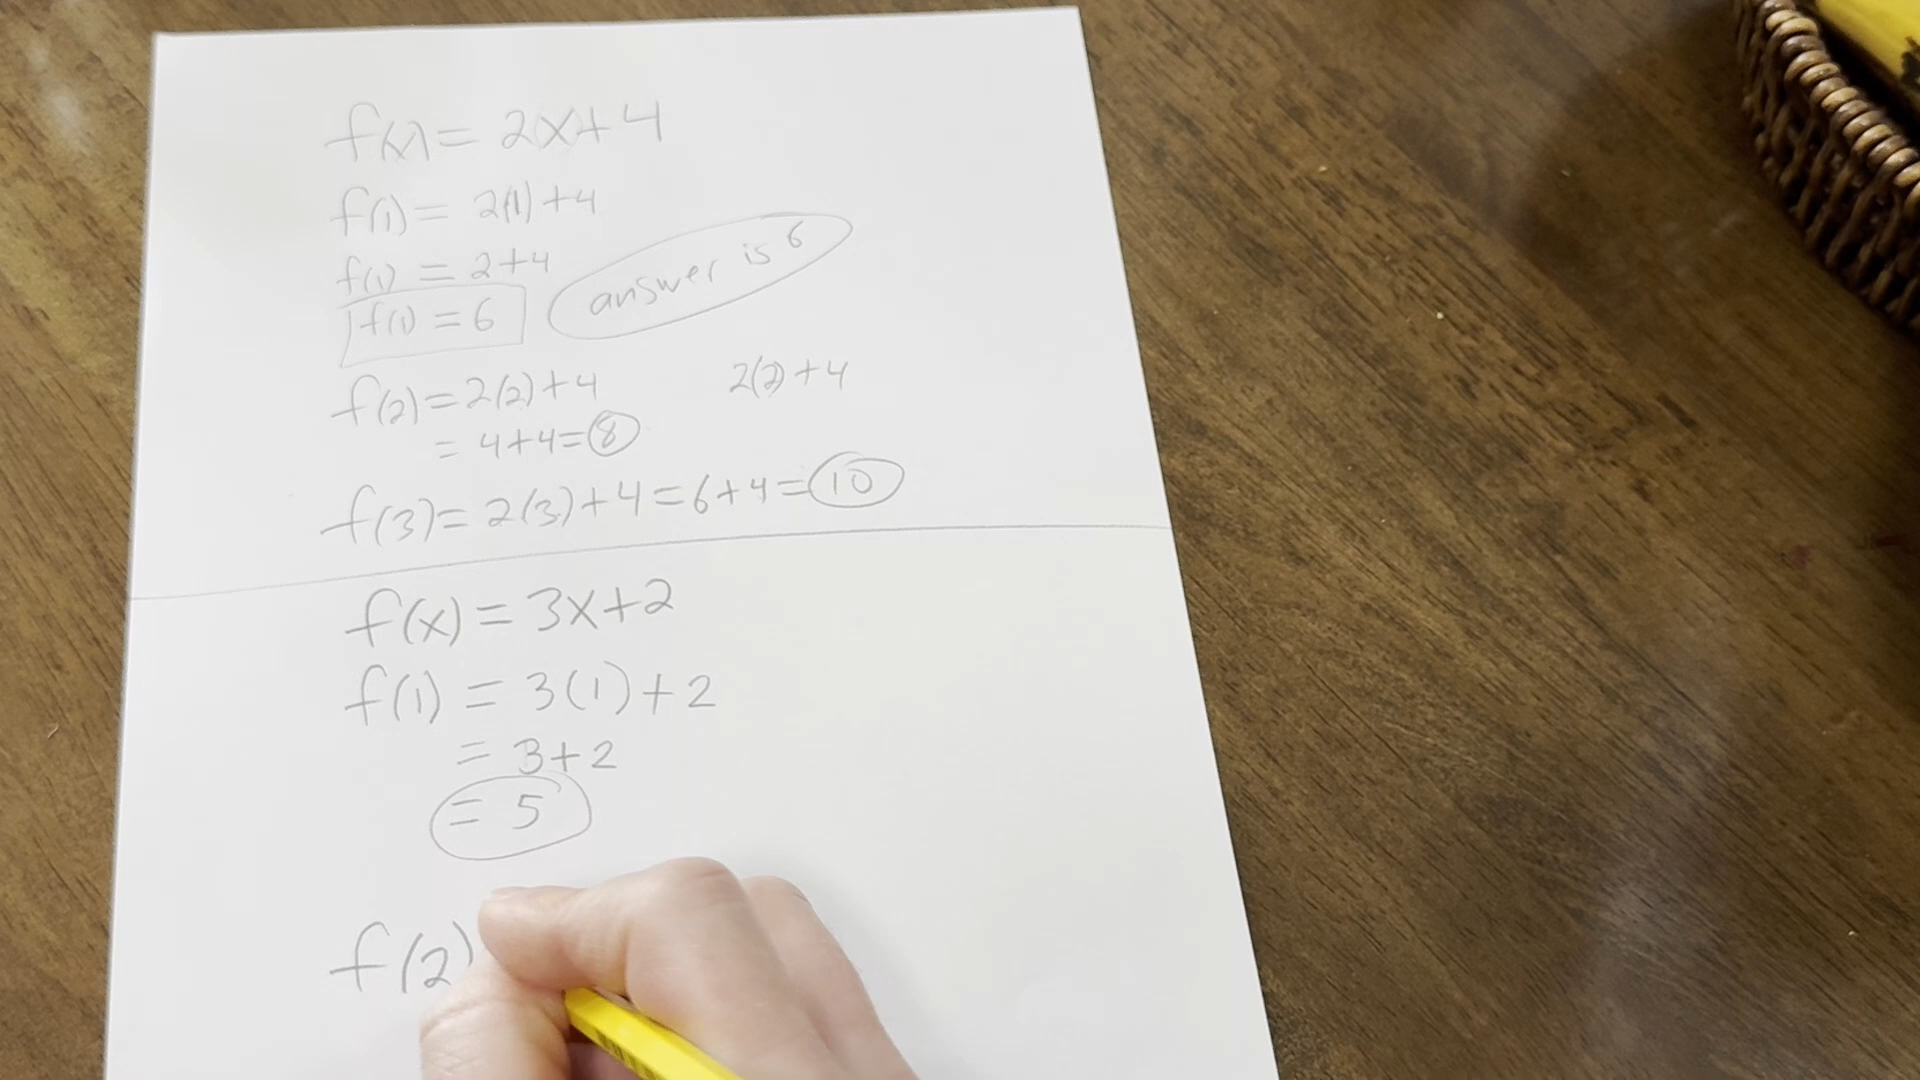 f(x) = 2x+4
f(1) = 2(1)+4
f(1) = 2+4
f(1) = 6
answer is 6
f(2) = 2(2)+4
2(2)+4
= 4+4=8
f(3) = 2(3)+4=6+4=10
f(x) = 3x+2
f(1) = 3(1)+2
= 3+2
= 5
f(2)